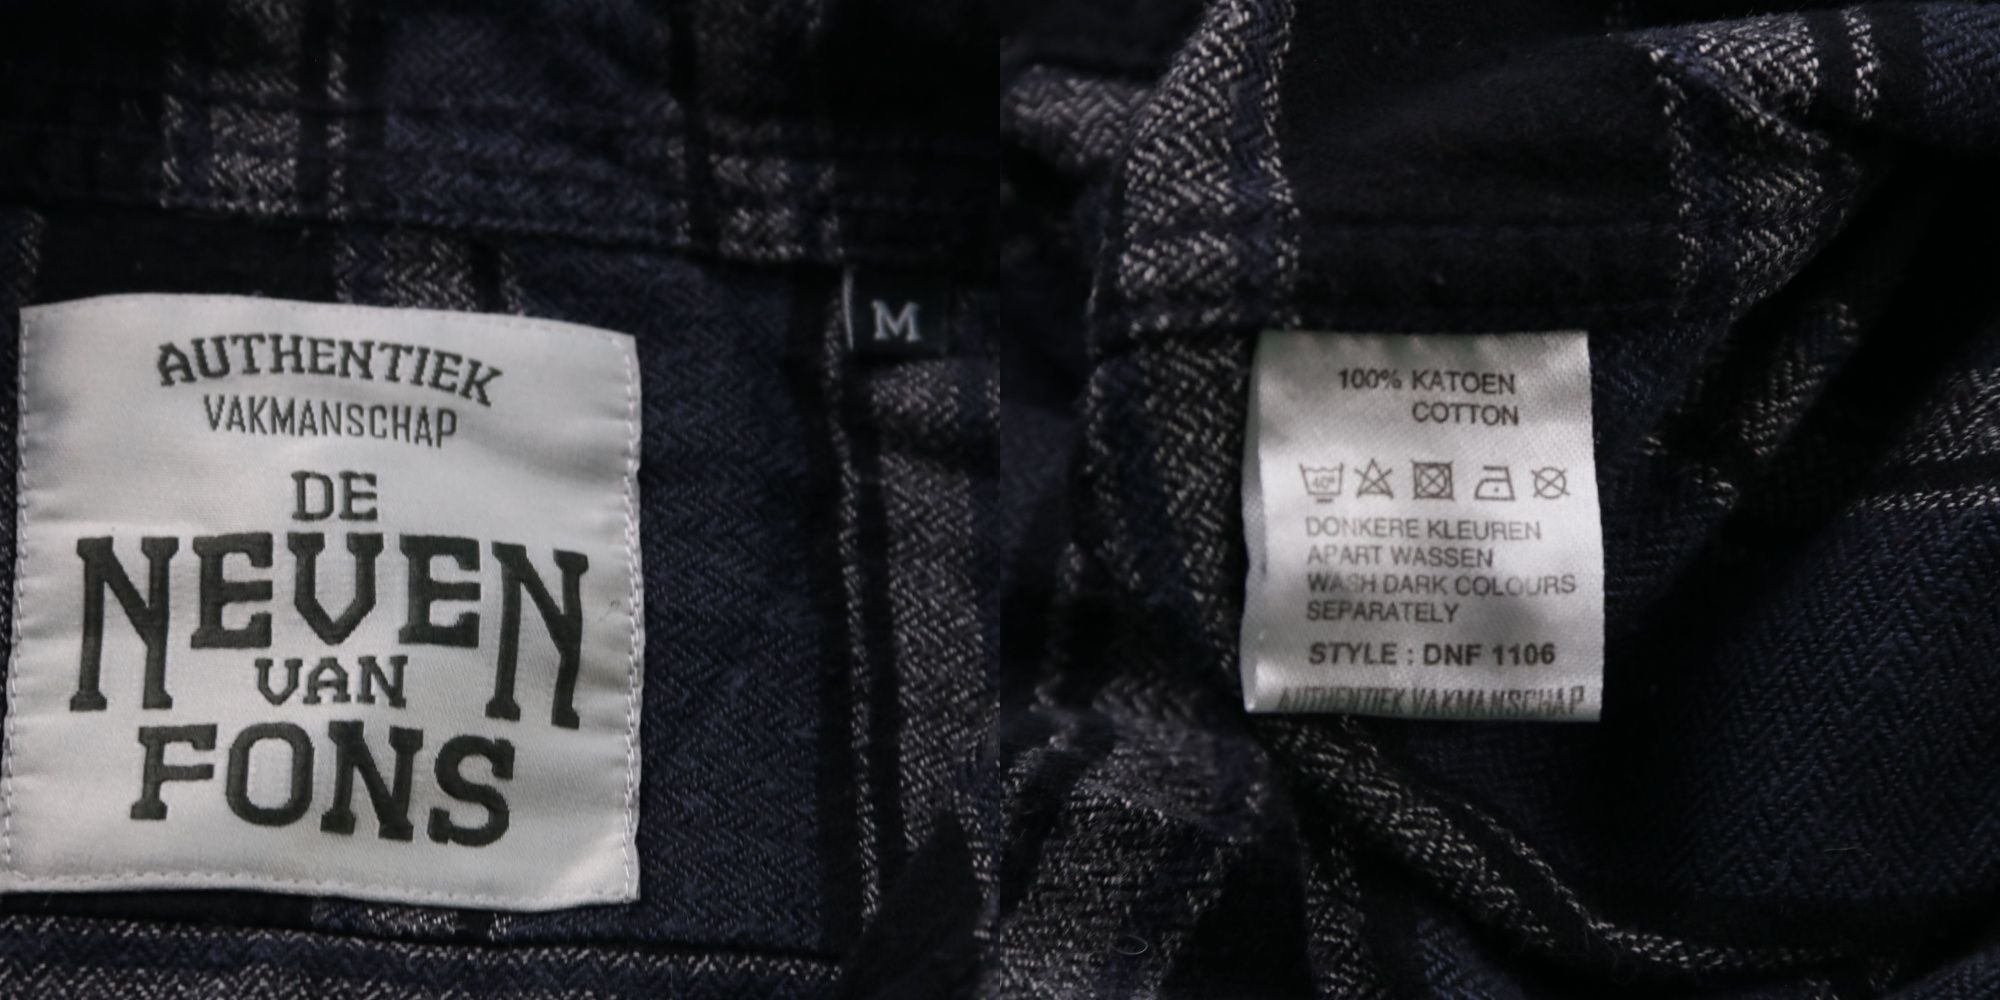 AUTHENTIEK
VAKMANSCHAP
DE
NEVEN
VAN
FONS
M
100% KATOEN
COTTON
40°
DONKERE KLEUREN
APART WASSEN
WASH DARK COLOURS
SEPARATELY
STYLE : DNF 1106
AUTHENTIEK VAKMANSCHAP